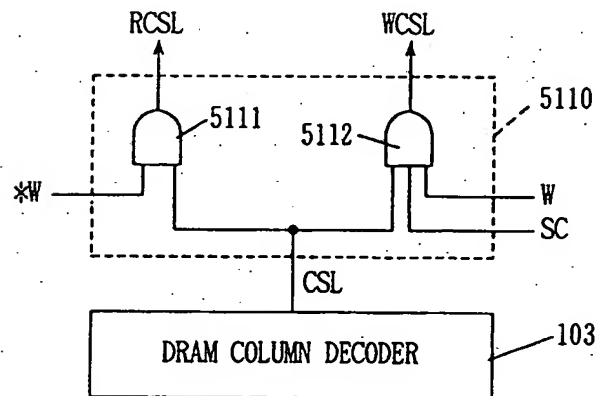 RCSL WCSL
5110
5111 5112
※W W
SC
CSL
DRAM COLUMN DECODER 103